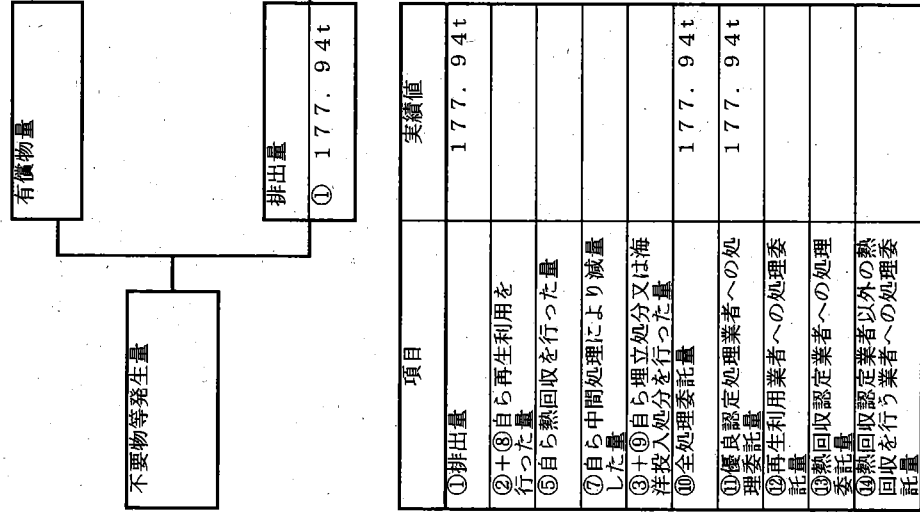 不要物等発生量
有償物量
排出量
① 177.94t
項目
実績値
①排出量
177.94t
②+⑧自ら再生利用を
行った量
⑤自ら熱回収を行った量
⑦自ら中間処理により減量
した量
③+⑨自ら埋立処分又は海
洋投入処分を行った量
⑩全処理委託量
177.94t
⑪優良認定処理業者への処
理委託量
177.94t
⑫再生利用業者への処理委
託量
⑬熱回収認定業者への処理
委託量
⑭熱回収認定業者以外の熱
回収を行う業者への処理委
託量